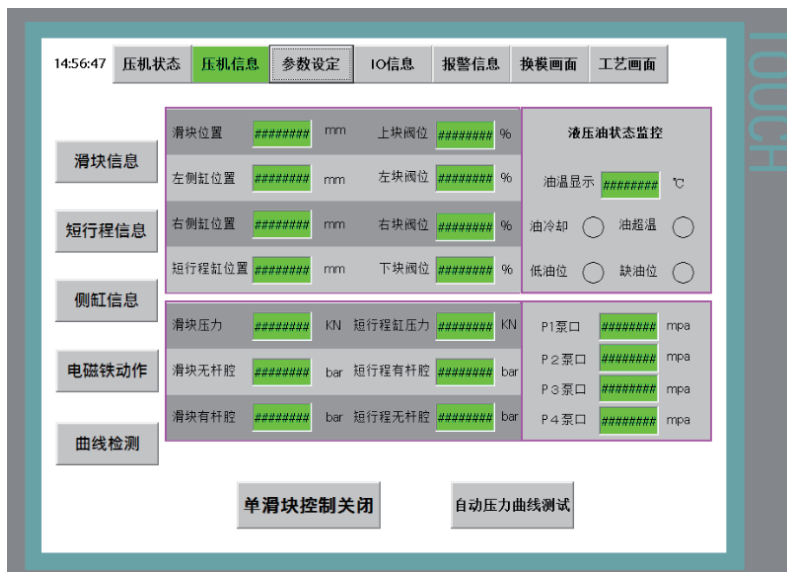 TOUCH
14:56:47 压机状态 压机信息 参数设定 IO信息 报警信息 换模画面 工艺画面
滑块信息
短行程信息
侧缸信息
电磁铁动作
曲线检测
滑块位置 ######## mm 上块阀位 ######## %
左侧缸位置 ######## mm 左块阀位 ######## %
右侧缸位置 ######## mm 右块阀位 ######## %
短行程缸位置 ######## mm 下块阀位 ######## %
液压油状态监控
油温显示 ######## ℃
油冷却 油超温
低油位 缺油位
滑块压力 ######## KN 短行程缸压力 ######## KN
滑块无杆腔 ######## bar 短行程有杆腔 ######## bar
滑块有杆腔 ######## bar 短行程无杆腔 ######## bar
P1泵口 ######## mpa
P2泵口 ######## mpa
P3泵口 ######## mpa
P4泵口 ######## mpa
单滑块控制关闭 自动压力曲线测试